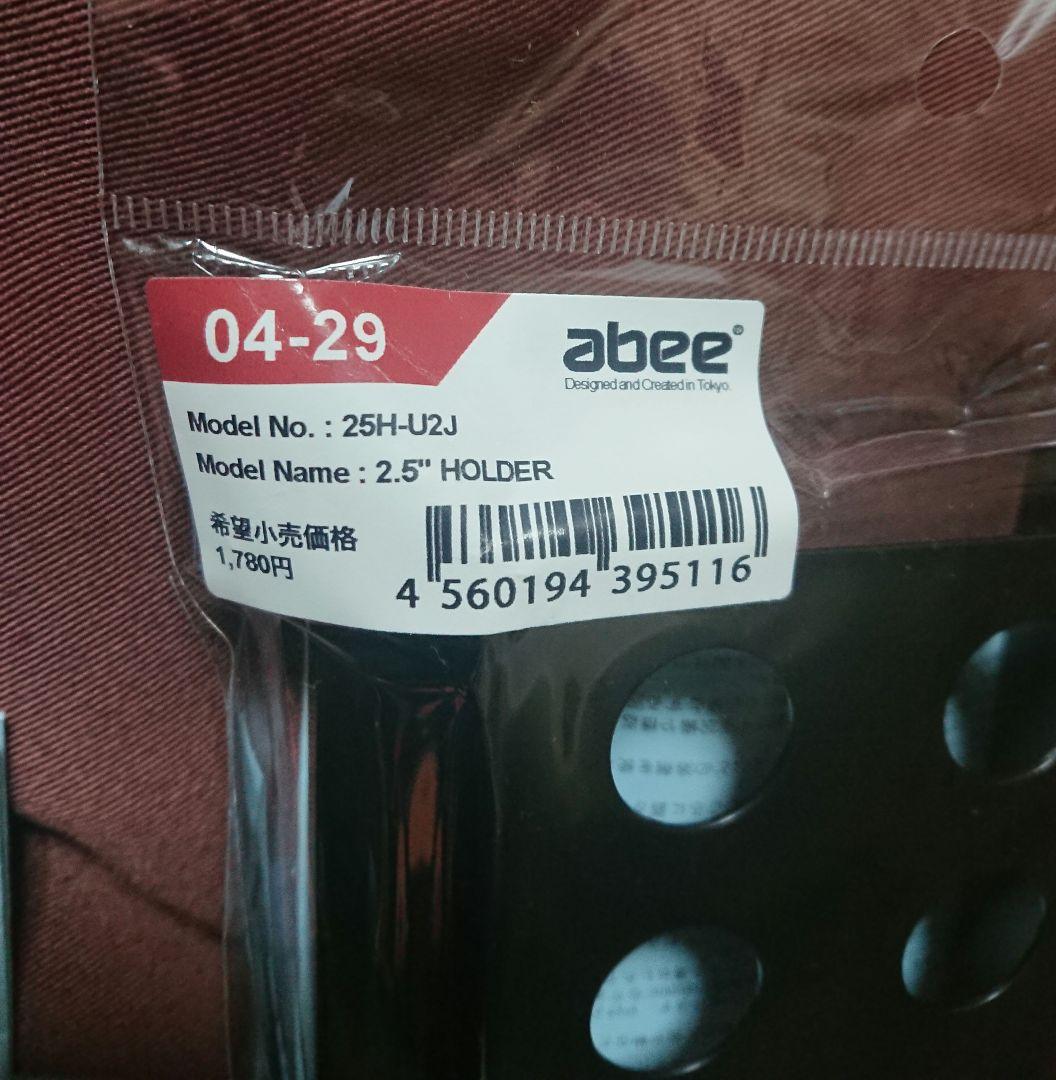 04-29
abee®
Designed and Created in Tokyo.
Model No. : 25H-U2J
Model Name : 2.5" HOLDER
希望小売価格
1,780円
4 560194 395116